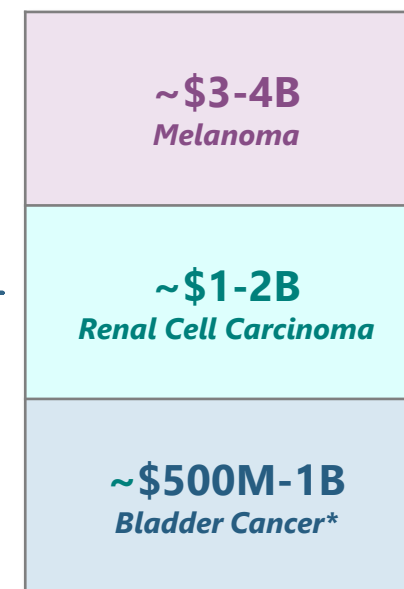 ~$3-4B
Melanoma
~$1-2B
Renal Cell Carcinoma
~$500M-1B
Bladder Cancer*